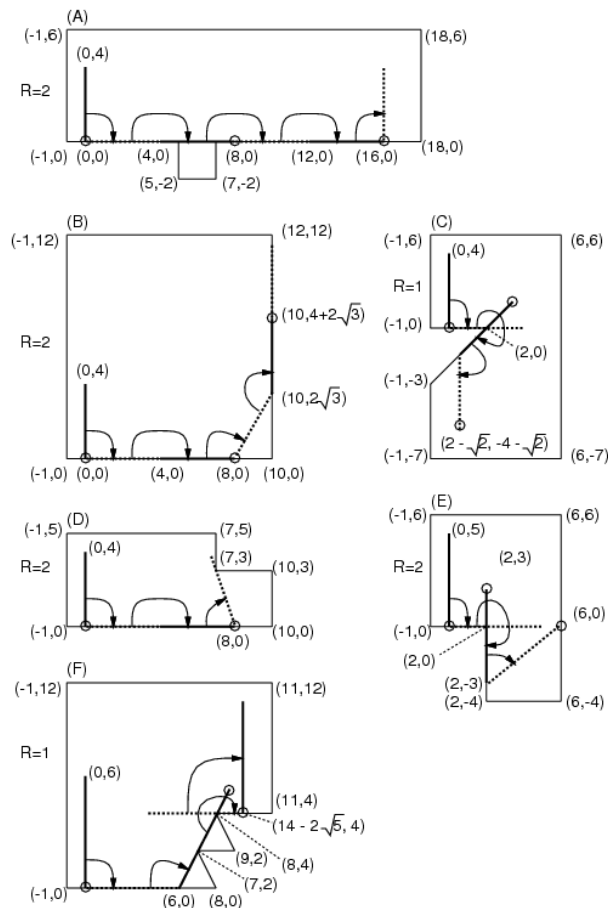 (A)
(-1,6) (18,6)
(0,4)
R=2
(-1,0) (0,0) (4,0) (8,0) (12,0) (16,0) (18,0)
(5,-2) (7,-2)
(B)
(-1,12) (12,12)
(10,4+2√3)
R=2
(0,4)
(10,2√3)
(-1,0) (0,0) (4,0) (8,0) (10,0)
(C)
(-1,6) (6,6)
(0,4)
R=1
(-1,0)
(2,0)
(-1,-3)
(2 - √2, -4 - √2)
(-1,-7) (6,-7)
(D)
(-1,5) (7,5)
(0,4) (7,3)
R=2 (10,3)
(-1,0) (8,0) (10,0)
(E)
(-1,6) (6,6)
(0,5) (2,3)
R=2
(-1,0) (6,0)
(2,0)
(2,-3)
(2,-4) (6,-4)
(F)
(-1,12) (11,12)
R=1
(0,6)
(11,4)
(14 - 2√5, 4)
(9,2) (8,4)
(7,2)
(-1,0) (6,0) (8,0)